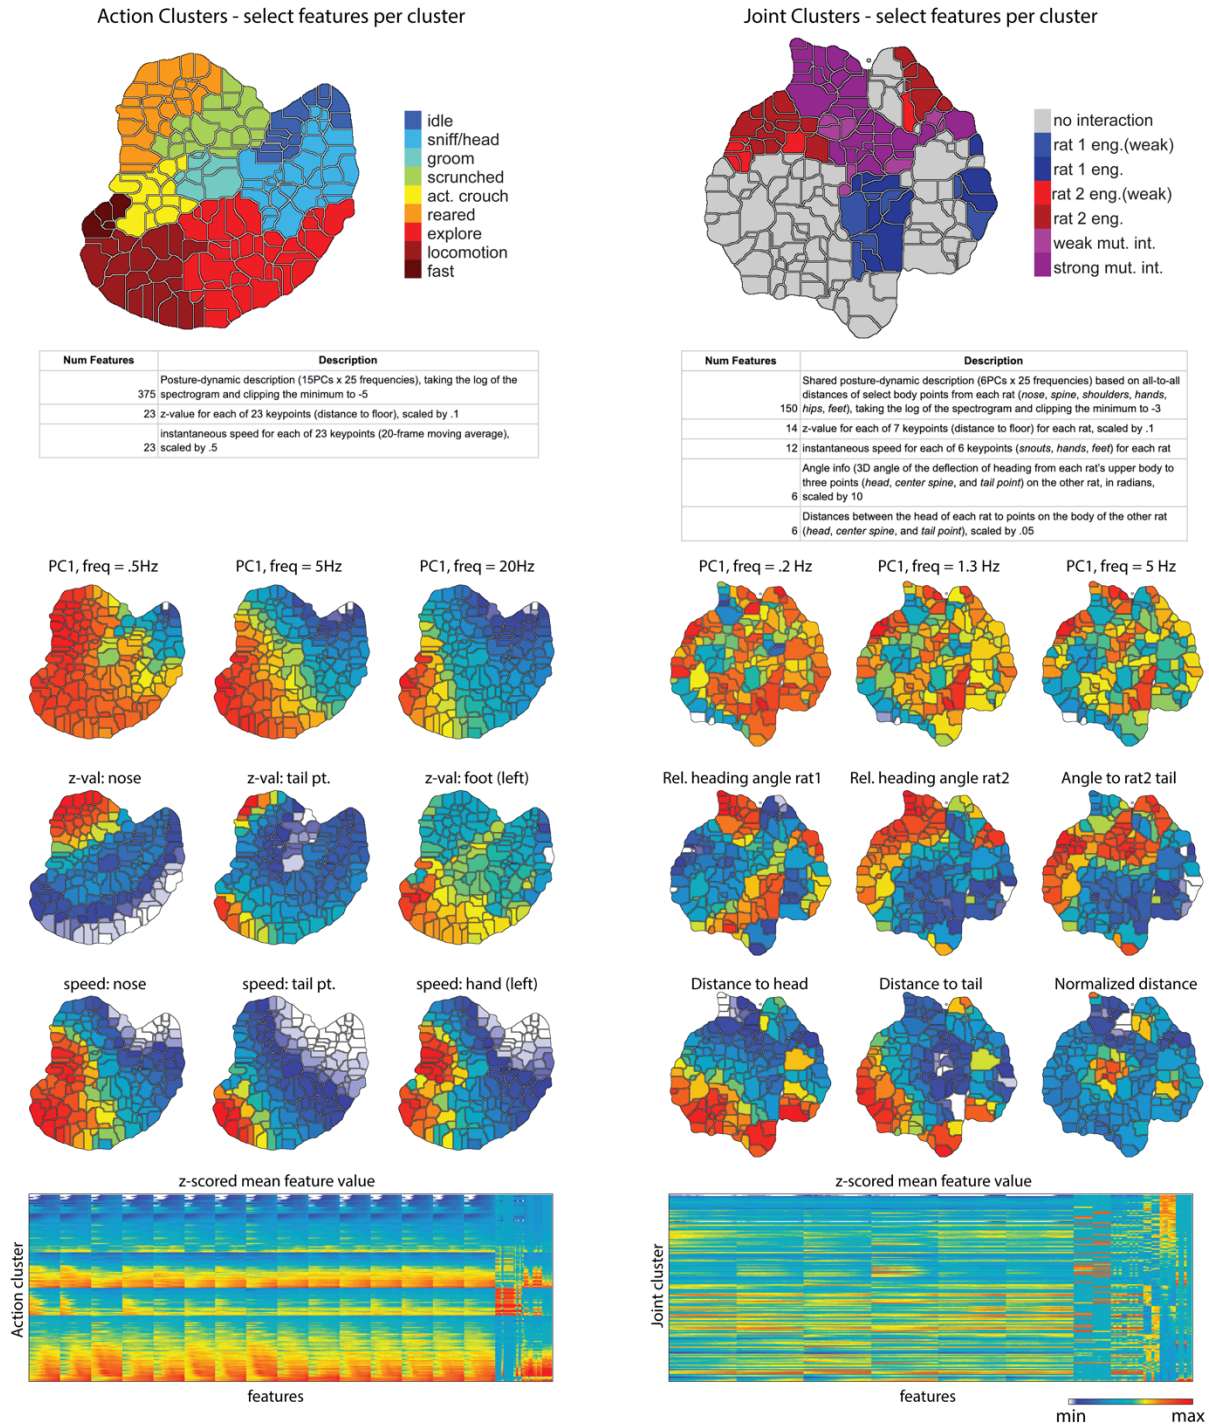 Action Clusters - select features per cluster
idle
sniff/head
groom
scrunched
act. crouch
reared
explore
locomotion
fast
Num Features Description
Posture-dynamic description (15PCs x 25 frequencies), taking the log of the
375 spectrogram and clipping the minimum to -5
23 z-value for each of 23 keypoints (distance to floor), scaled by .1
instantaneous speed for each of 23 keypoints (20-frame moving average),
23 scaled by .5
PC1, freq = .5Hz
PC1, freq = 5Hz
PC1, freq = 20Hz
z-val: nose
z-val: tail pt.
z-val: foot (left)
speed: nose
speed: tail pt.
speed: hand (left)
z-scored mean feature value
Action cluster
features
Joint Clusters - select features per cluster
no interaction
rat 1 eng.(weak)
rat 1 eng.
rat 2 eng.(weak)
rat 2 eng.
weak mut. int.
strong mut. int.
Num Features Description
Shared posture-dynamic description (6PCs x 25 frequencies) based on all-to-all
distances of select body points from each rat (nose, spine, shoulders, hands,
150 hips, feet), taking the log of the spectrogram and clipping the minimum to -3
14 z-value for each of 7 keypoints (distance to floor) for each rat, scaled by .1
12 instantaneous speed for each of 6 keypoints (snouts, hands, feet) for each rat
Angle info (3D angle of the deflection of heading from each rat's upper body to
three points (head, center spine, and tail point) on the other rat, in radians,
6 scaled by 10
Distances between the head of each rat to points on the body of the other rat
6 (head, center spine, and tail point), scaled by .05
PC1, freq = .2 Hz
PC1, freq = 1.3 Hz
PC1, freq = 5 Hz
Rel. heading angle rat1
Rel. heading angle rat2
Angle to rat2 tail
Distance to head
Distance to tail
Normalized distance
z-scored mean feature value
Joint cluster
features
min
max